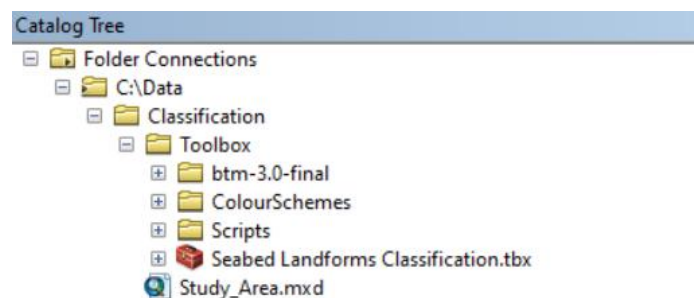 Catalog Tree
Folder Connections
C:\Data
Classification
Toolbox
btm-3.0-final
ColourSchemes
Scripts
Seabed Landforms Classification.tbx
Study_Area.mxd